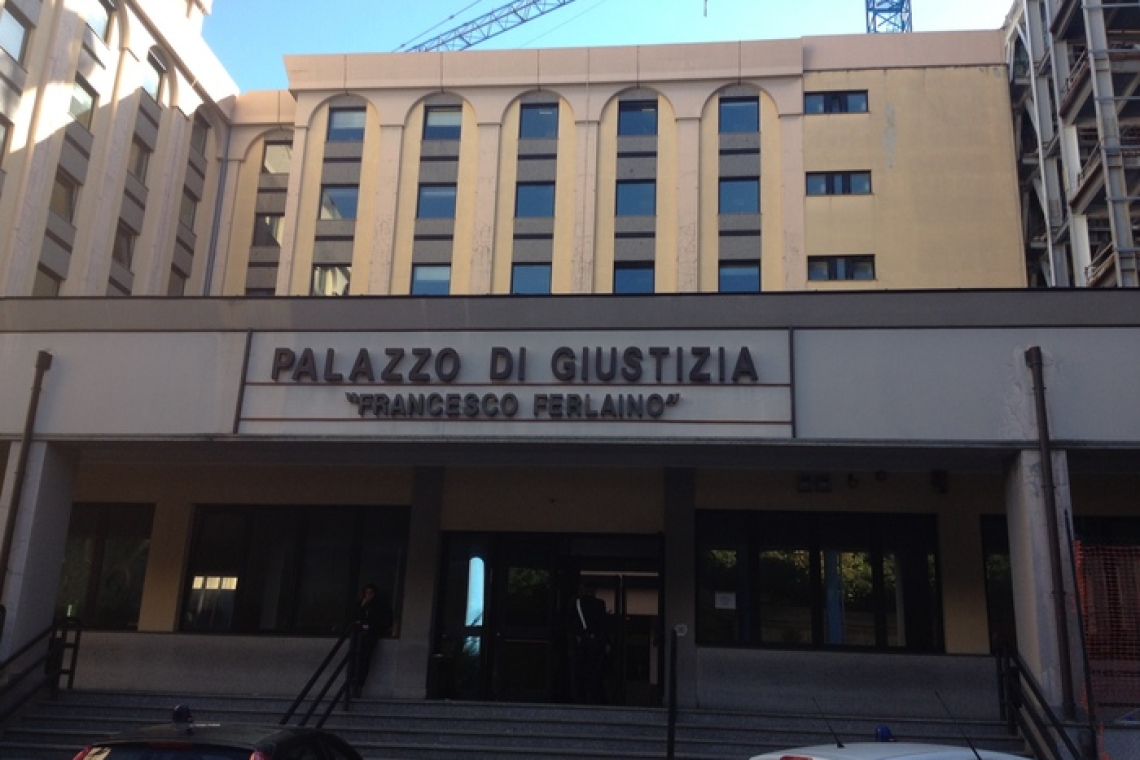 PALAZZO DI GIUSTIZIA
"FRANCESCO FERLAINO"